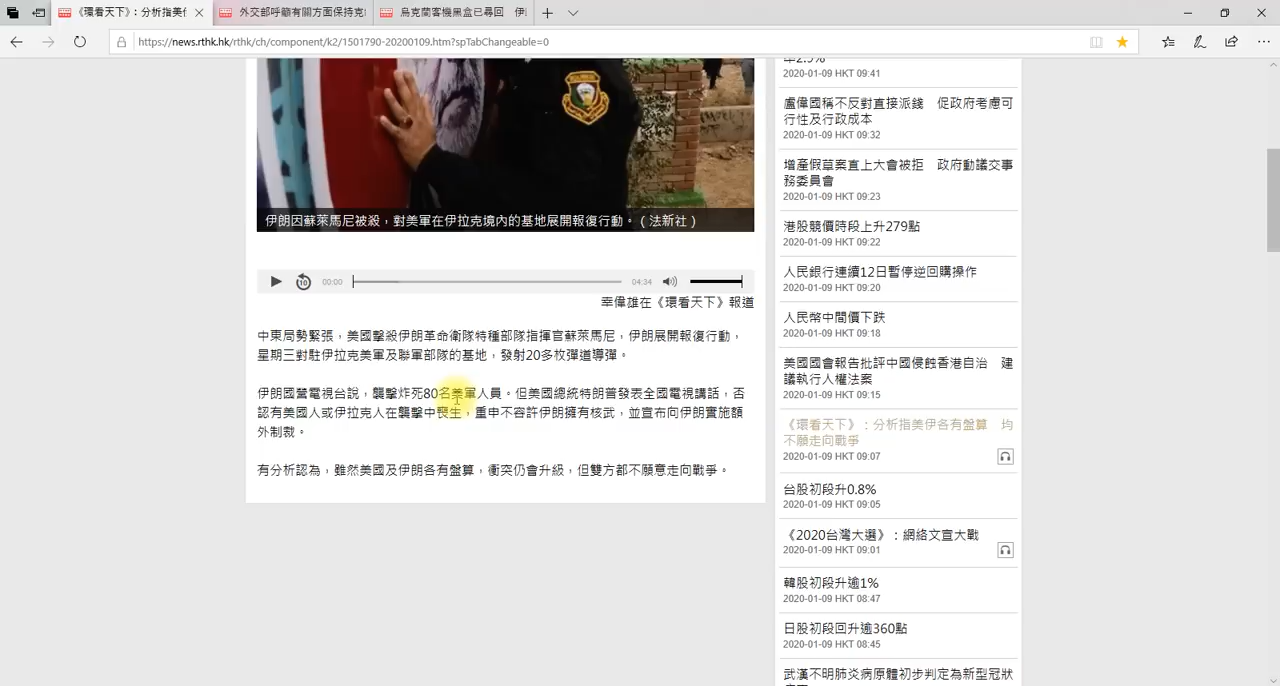 《環看天下》：分析指美伊
外交部呼籲有關方面保持克
烏克蘭客機黑盒已尋回 伊
https://news.rthk.hk/rthk/ch/component/k2/1501790-20200109.htm?spTabChangeable=0
伊朗因蘇萊馬尼被殺，對美軍在伊拉克境內的基地展開報復行動。（法新社）
10
00:00
04:34
幸偉雄在《環看天下》報道
中東局勢緊張，美國擊殺伊朗革命衛隊特種部隊指揮官蘇萊馬尼，伊朗展開報復行動，
星期三對駐伊拉克美軍及聯軍部隊的基地，發射20多枚彈道導彈。
伊朗國營電視台說，襲擊炸死80名美軍人員。但美國總統特朗普發表全國電視講話，否
認有美國人或伊拉克人在襲擊中喪生，重申不容許伊朗擁有核武，並宣布向伊朗實施額
外制裁。
有分析認為，雖然美國及伊朗各有盤算，衝突仍會升級，但雙方都不願意走向戰爭。
率2.9%
2020-01-09 HKT 09:41
盧偉國稱不反對直接派錢 促政府考慮可
行性及行政成本
2020-01-09 HKT 09:32
增產假草案直上大會被拒 政府動議交事
務委員會
2020-01-09 HKT 09:23
港股競價時段上升279點
2020-01-09 HKT 09:22
人民銀行連續12日暫停逆回購操作
2020-01-09 HKT 09:20
人民幣中間價下跌
2020-01-09 HKT 09:18
美國國會報告批評中國侵蝕香港自治 建
議執行人權法案
2020-01-09 HKT 09:15
《環看天下》：分析指美伊各有盤算 均
不願走向戰爭
2020-01-09 HKT 09:07
台股初段升0.8%
2020-01-09 HKT 09:05
《2020台灣大選》：網絡文宣大戰
2020-01-09 HKT 09:01
韓股初段升逾1%
2020-01-09 HKT 08:47
日股初段回升逾360點
2020-01-09 HKT 08:45
武漢不明肺炎病原體初步判定為新型冠狀